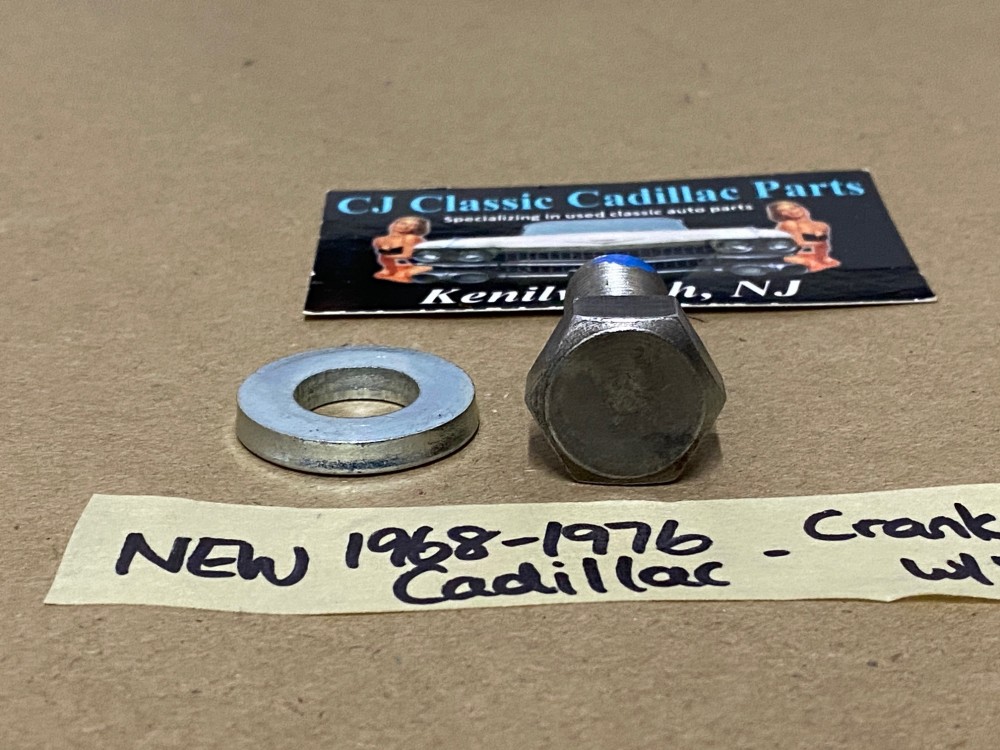 CJ Classic Cadillac Parts
Specializing in used classic auto parts
NJ
NEW 1968-1976 - Crank
Cadillac w/